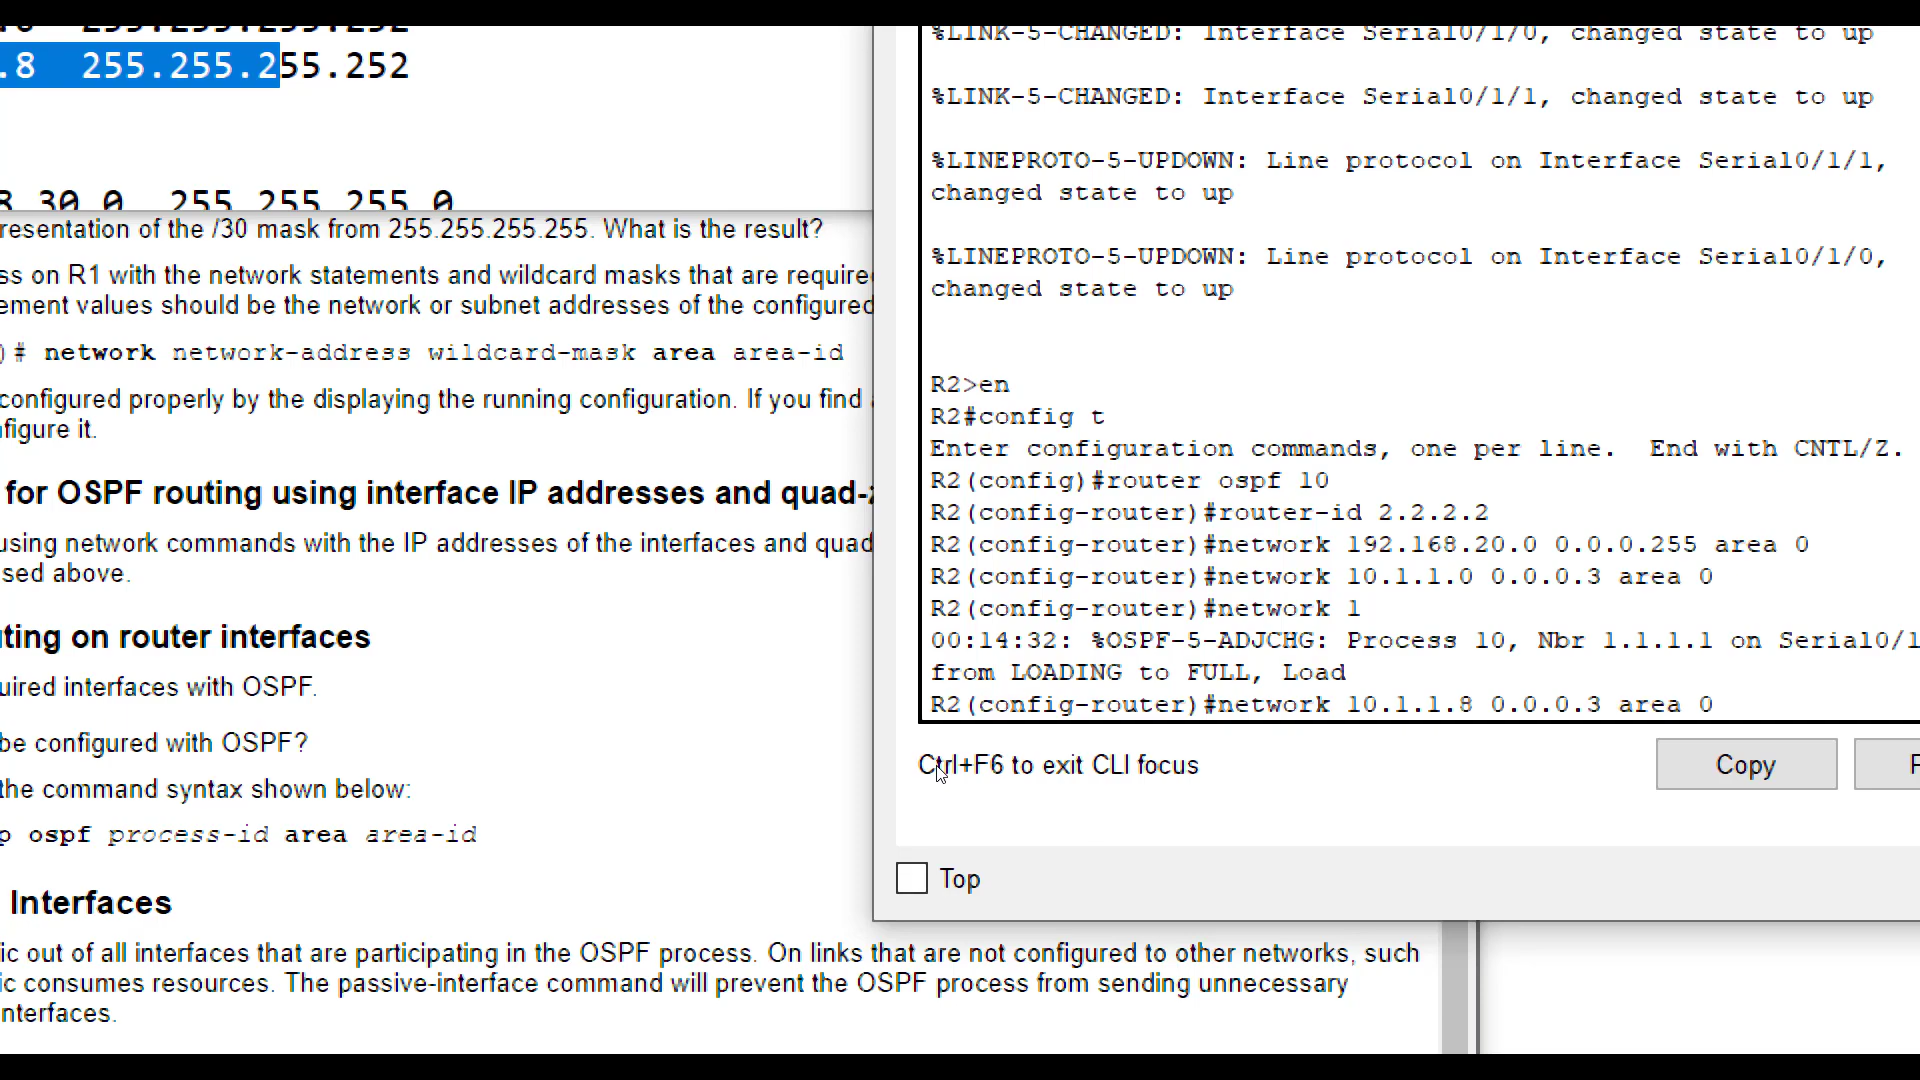 .8  255.255.255.252
.8  255.255.255.252
8.30.0  255.255.255.0
resentation of the /30 mask from 255.255.255.255. What is the result?
ss on R1 with the network statements and wildcard masks that are require
ement values should be the network or subnet addresses of the configured
)# network network-address wildcard-mask area area-id
configured properly by the displaying the running configuration. If you find
figure it.
for OSPF routing using interface IP addresses and quad-z
using network commands with the IP addresses of the interfaces and quad
sed above.
ting on router interfaces
uired interfaces with OSPF.
be configured with OSPF?
the command syntax shown below:
p ospf process-id area area-id
Interfaces
ic out of all interfaces that are participating in the OSPF process. On links that are not configured to other networks, such
ic consumes resources. The passive-interface command will prevent the OSPF process from sending unnecessary
nterfaces.
%LINK-5-CHANGED: Interface Serial0/1/0, changed state to up
%LINK-5-CHANGED: Interface Serial0/1/1, changed state to up
%LINEPROTO-5-UPDOWN: Line protocol on Interface Serial0/1/1,
changed state to up
%LINEPROTO-5-UPDOWN: Line protocol on Interface Serial0/1/0,
changed state to up
R2>en
R2#config t
Enter configuration commands, one per line.  End with CNTL/Z.
R2(config)#router ospf 10
R2(config-router)#router-id 2.2.2.2
R2(config-router)#network 192.168.20.0 0.0.0.255 area 0
R2(config-router)#network 10.1.1.0 0.0.0.3 area 0
R2(config-router)#network 1
00:14:32: %OSPF-5-ADJCHG: Process 10, Nbr 1.1.1.1 on Serial0/1
from LOADING to FULL, Load
R2(config-router)#network 10.1.1.8 0.0.0.3 area 0
Ctrl+F6 to exit CLI focus
Copy
Top